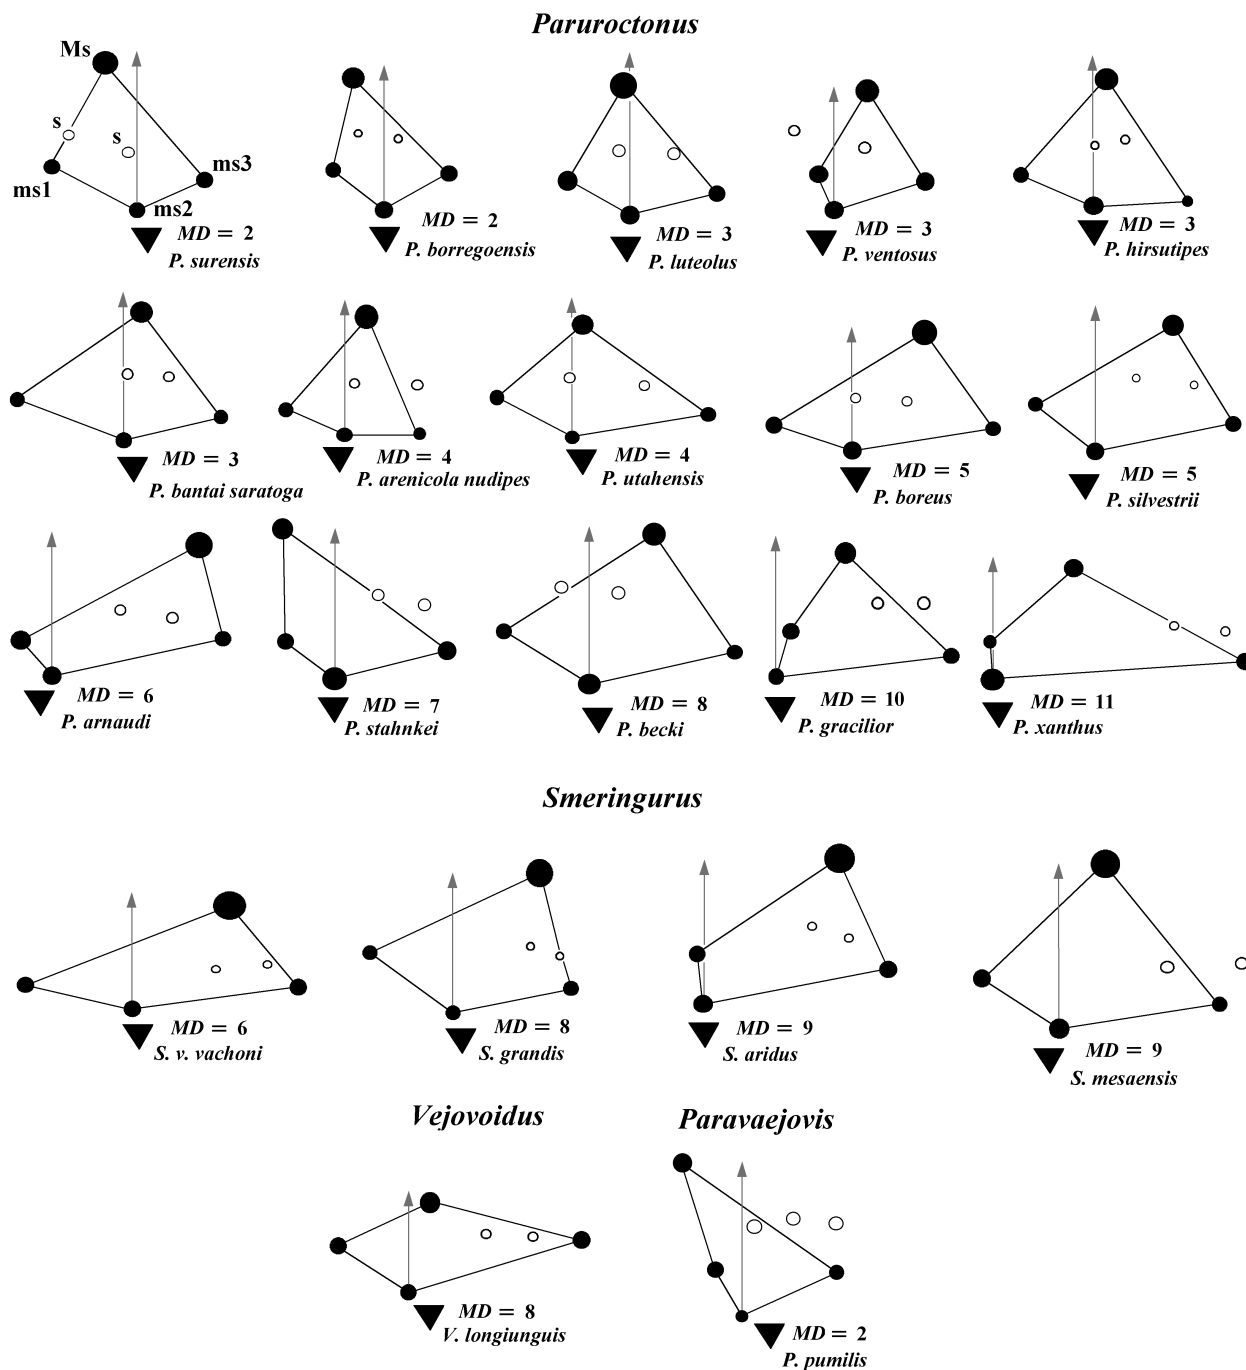 Paruroctonus
Ms
s
s
ms1
ms2
ms3
MD = 2
P. surensis
MD = 2
P. borregoensis
MD = 3
P. luteolus
MD = 3
P. ventosus
MD = 3
P. hirsutipes
MD = 3
P. bantai saratoga
MD = 4
P. arenicola nudipes
MD = 4
P. utahensis
MD = 5
P. boreus
MD = 5
P. silvestrii
MD = 6
P. arnaudi
MD = 7
P. stahnkei
MD = 8
P. becki
MD = 10
P. gracilior
MD = 11
P. xanthus
Smeringurus
MD = 6
S. v. vachoni
MD = 8
S. grandis
MD = 9
S. aridus
MD = 9
S. mesaensis
Vejovoidus
MD = 8
V. longiunguis
Paravaejovis
MD = 2
P. pumilis